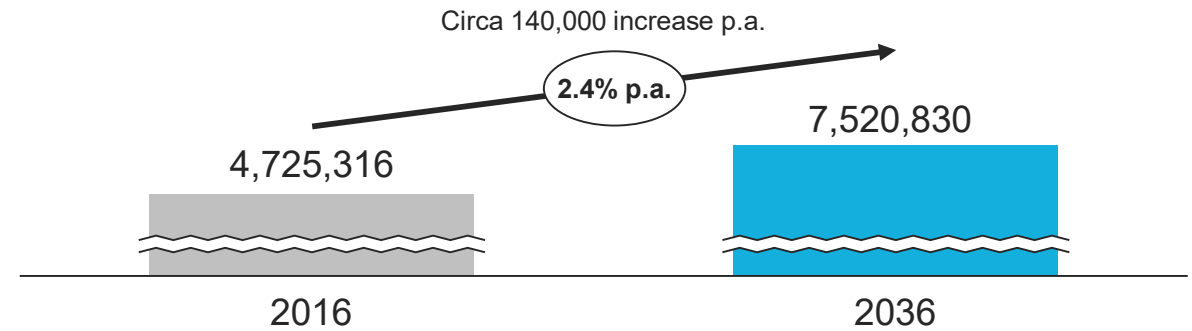 Circa 140,000 increase p.a.
2.4% p.a.
7,520,830
4,725,316
2016
2036